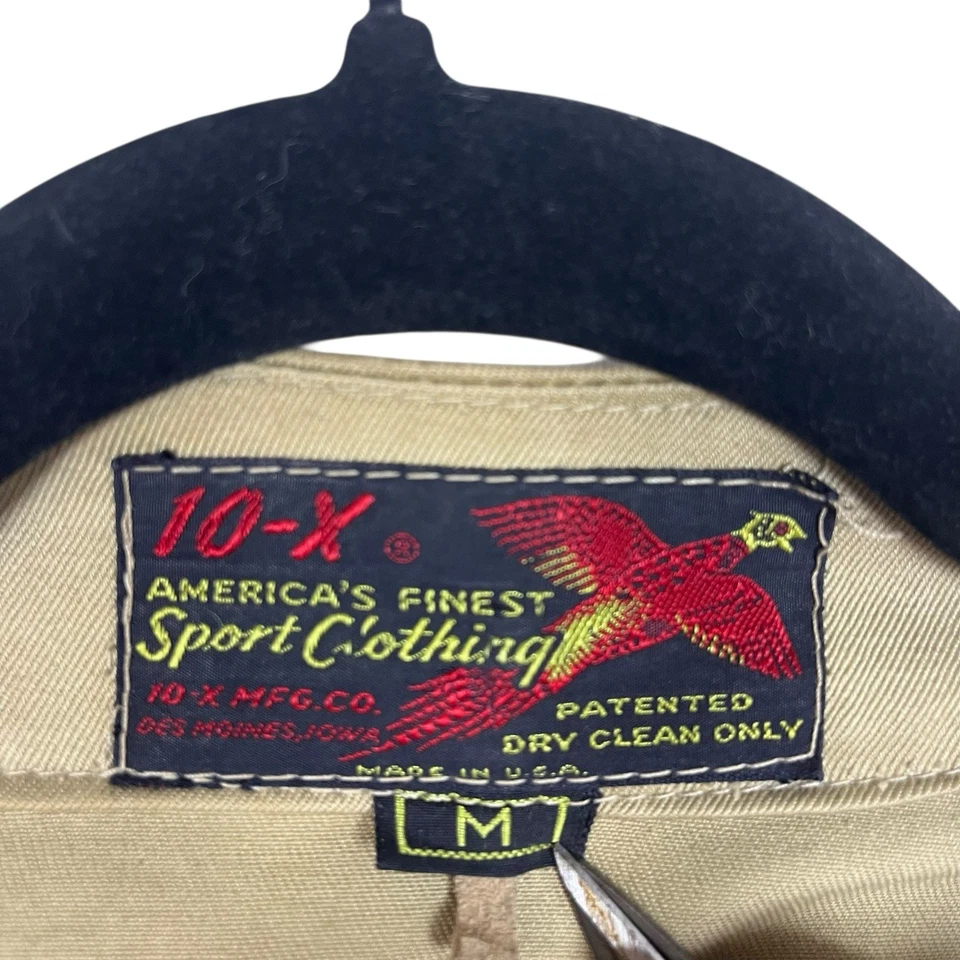 10-X ®
AMERICA'S FINEST
Sport Clothing
10-X MFG.CO.
DES MOINES, IOWA
PATENTED
DRY CLEAN ONLY
MADE IN U.S.A.
M